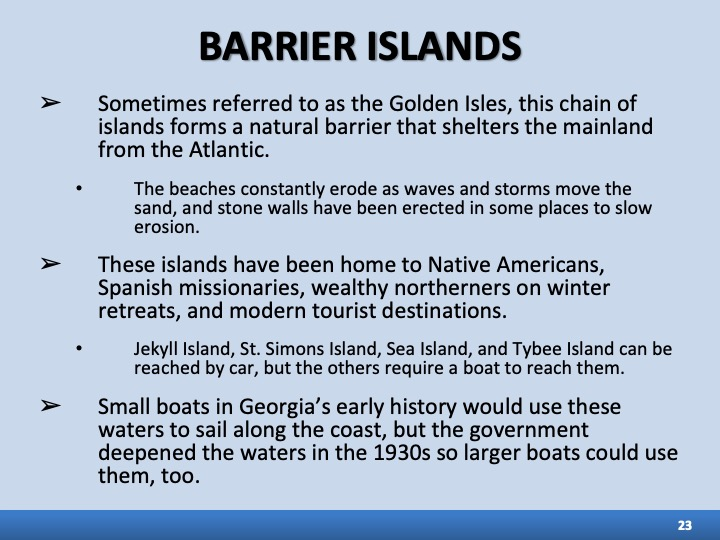 BARRIER ISLANDS
➢ Sometimes referred to as the Golden Isles, this chain of
islands forms a natural barrier that shelters the mainland
from the Atlantic.
• The beaches constantly erode as waves and storms move the
sand, and stone walls have been erected in some places to slow
erosion.
➢ These islands have been home to Native Americans,
Spanish missionaries, wealthy northerners on winter
retreats, and modern tourist destinations.
• Jekyll Island, St. Simons Island, Sea Island, and Tybee Island can be
reached by car, but the others require a boat to reach them.
➢ Small boats in Georgia’s early history would use these
waters to sail along the coast, but the government
deepened the waters in the 1930s so larger boats could use
them, too.
23